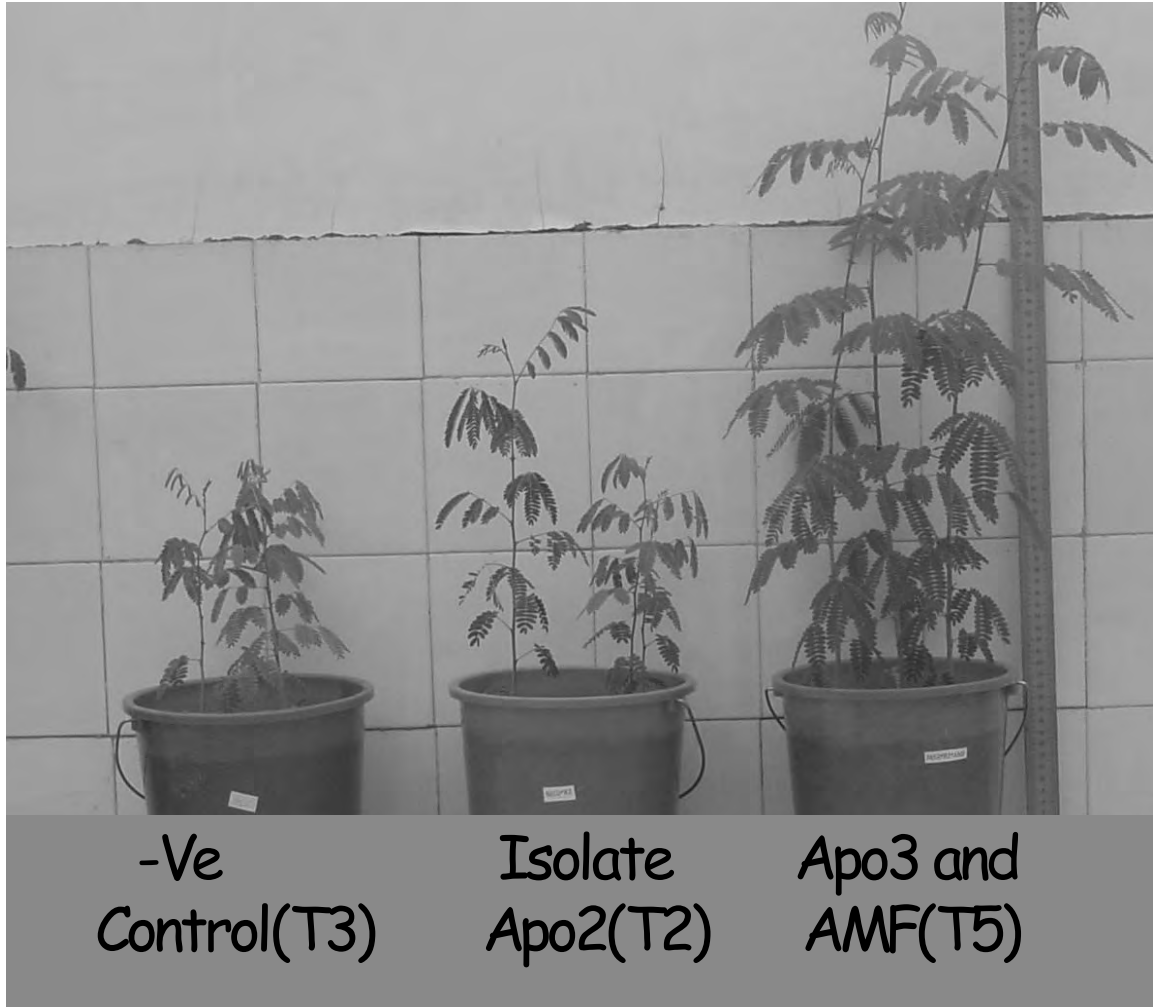 -Ve
Control(T3)
Isolate
Apo2(T2)
Apo3 and
AMF(T5)